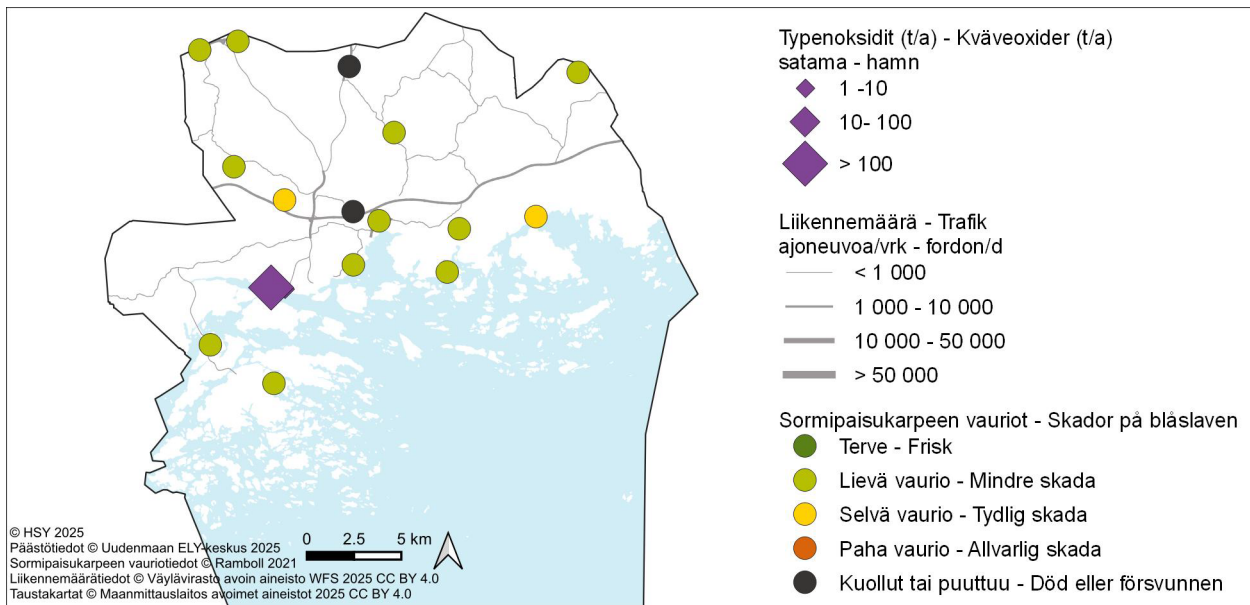 Typenoksidit (t/a) - Kväveoxider (t/a)
satama - hamn
1 -10
10- 100
> 100
Liikennemäärä - Trafik
ajoneuvoa/vrk - fordon/d
< 1 000
1 000 - 10 000
10 000 - 50 000
> 50 000
Sormipaisukarpeen vauriot - Skador på blåslaven
Terve - Frisk
Lievä vaurio - Mindre skada
Selvä vaurio - Tydlig skada
Paha vaurio - Allvarlig skada
Kuollut tai puuttuu - Död eller försvunnen
© HSY 2025
Päästötiedot © Uudenmaan ELY-keskus 2025
Sormipaisukarpeen vauriotiedot © Ramboll 2021
Liikennemäärätiedot © Väylävirasto avoin aineisto WFS 2025 CC BY 4.0
Taustakartat © Maanmittauslaitos avoimet aineistot 2025 CC BY 4.0
0 2.5 5 km